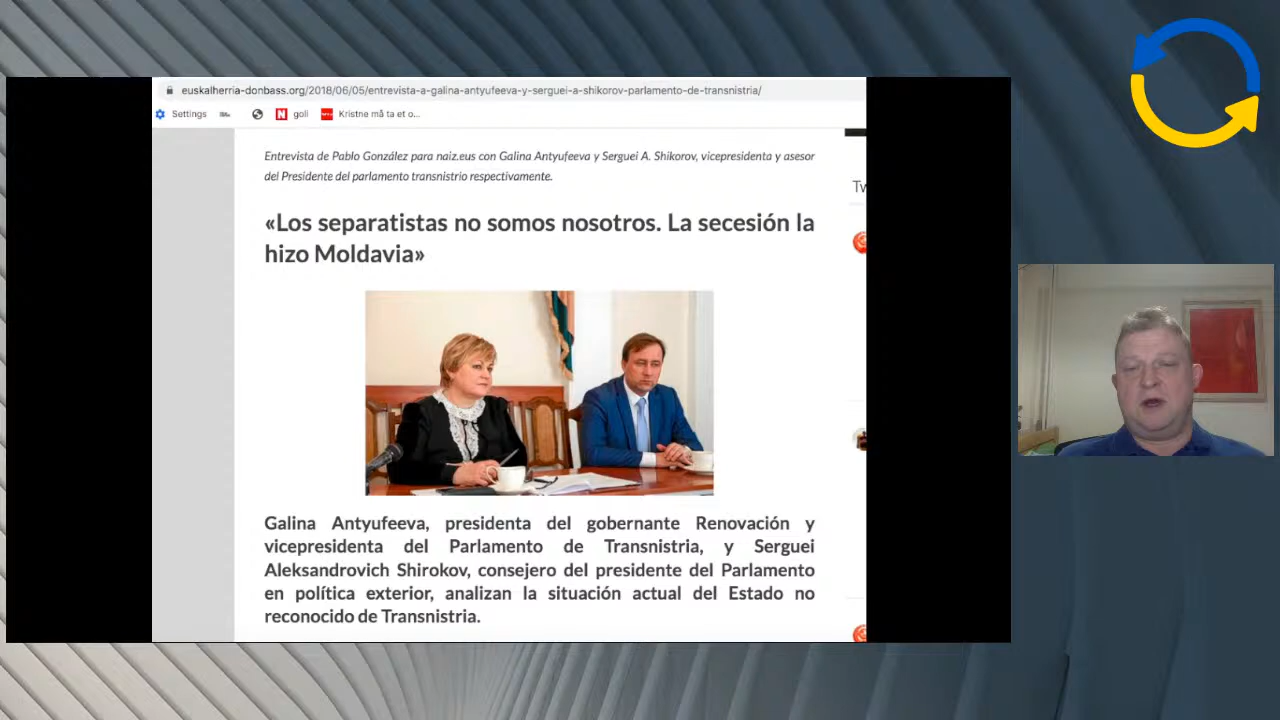 euskalherria-donbass.org/2018/06/05/entrevista-a-galina-antyufeeva-y-serguei-a-shikorov-parlamento-de-transnistria/
Settings
goli
Kristne må ta et o...
Entrevista de Pablo González para naiz.eus con Galina Antyufeeva y Serguei A. Shikorov, vicepresidenta y asesor
del Presidente del parlamento transnistrio respectivamente.
Tw
«Los separatistas no somos nosotros. La secesión la
hizo Moldavia»
Galina Antyufeeva, presidenta del gobernante Renovación y
vicepresidenta del Parlamento de Transnistria, y Serguei
Aleksandrovich Shirokov, consejero del presidente del Parlamento
en política exterior, analizan la situación actual del Estado no
reconocido de Transnistria.